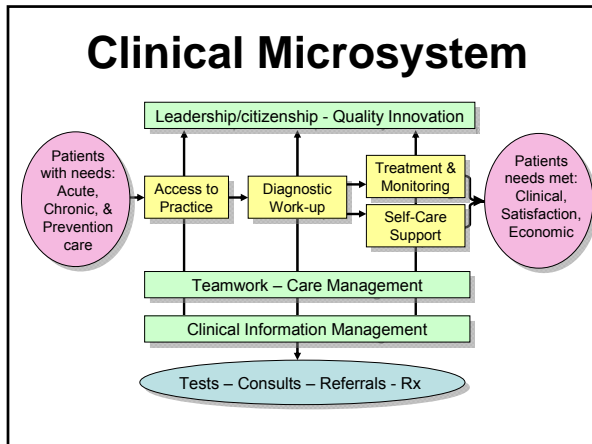 Clinical Microsystem
Leadership/citizenship - Quality Innovation
Patients
with needs:
Acute,
Chronic, &
Prevention
care
Access to
Practice
Diagnostic
Work-up
Treatment &
Monitoring
Self-Care
Support
Patients
needs met:
Clinical,
Satisfaction,
Economic
Teamwork – Care Management
Clinical Information Management
Tests – Consults – Referrals - Rx